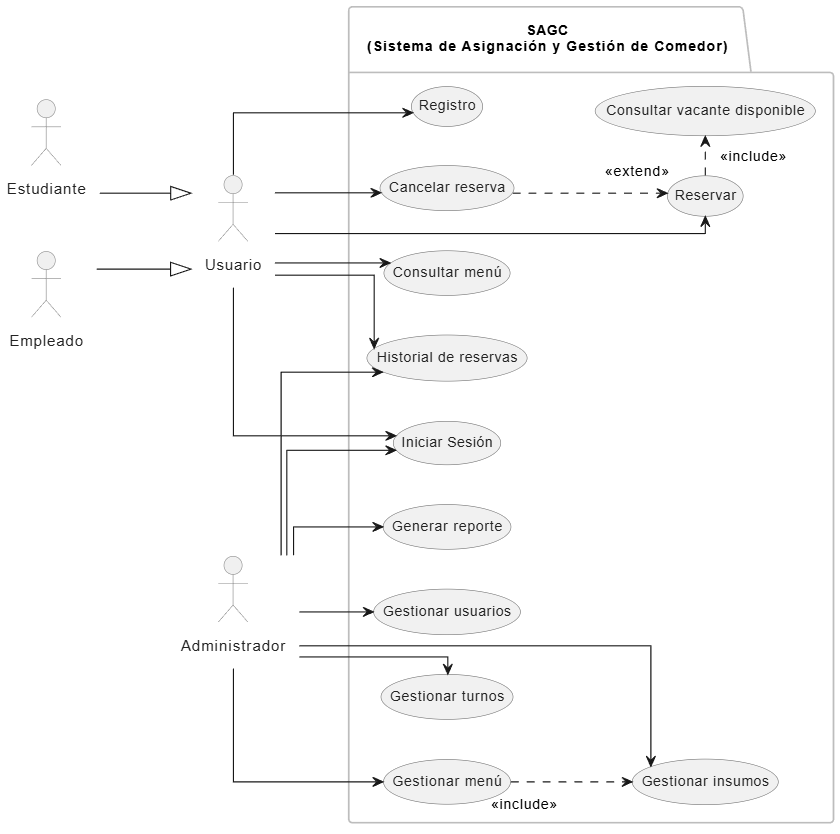 SAGC
(Sistema de Asignación y Gestión de Comedor)
Registro
Consultar vacante disponible
«include»
«extend»
Estudiante
Cancelar reserva
Reservar
Usuario
Consultar menú
Empleado
Historial de reservas
Iniciar Sesión
Generar reporte
Gestionar usuarios
Administrador
Gestionar turnos
Gestionar menú
Gestionar insumos
«include»